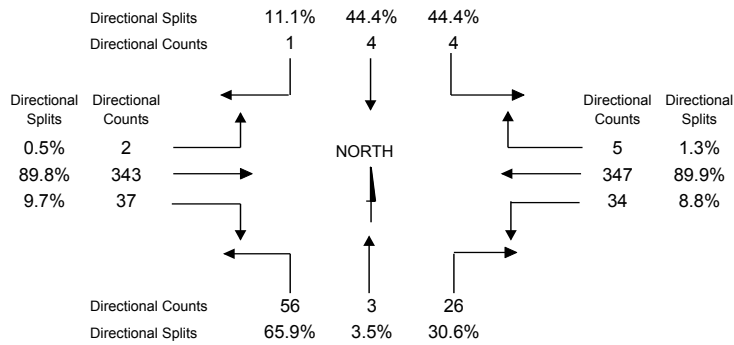 Directional Splits 11.1% 44.4% 44.4%
Directional Counts 1 4 4
Directional Directional Directional Directional
Splits Counts Counts Splits
0.5% 2 5 1.3%
NORTH
89.8% 343 347 89.9%
9.7% 37 34 8.8%
Directional Counts 56 3 26
Directional Splits 65.9% 3.5% 30.6%